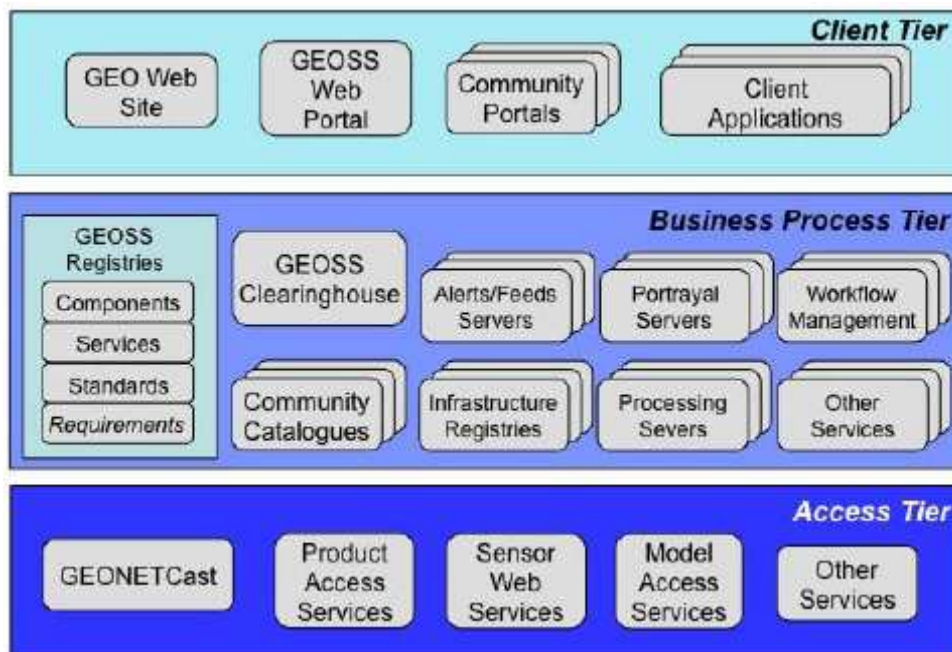 Client Tier
GEO Web
Site
GEOSS
Web
Portal
Community
Portals
Client
Applications
Business Process Tier
GEOSS
Registries
Components
Services
Standards
Requirements
GEOSS
Clearinghouse
Alerts/Feeds
Servers
Portrayal
Servers
Workflow
Management
Community
Catalogues
Infrastructure
Registries
Processing
Severs
Other
Services
Access Tier
GEONETCast
Product
Access
Services
Sensor
Web
Services
Model
Access
Services
Other
Services